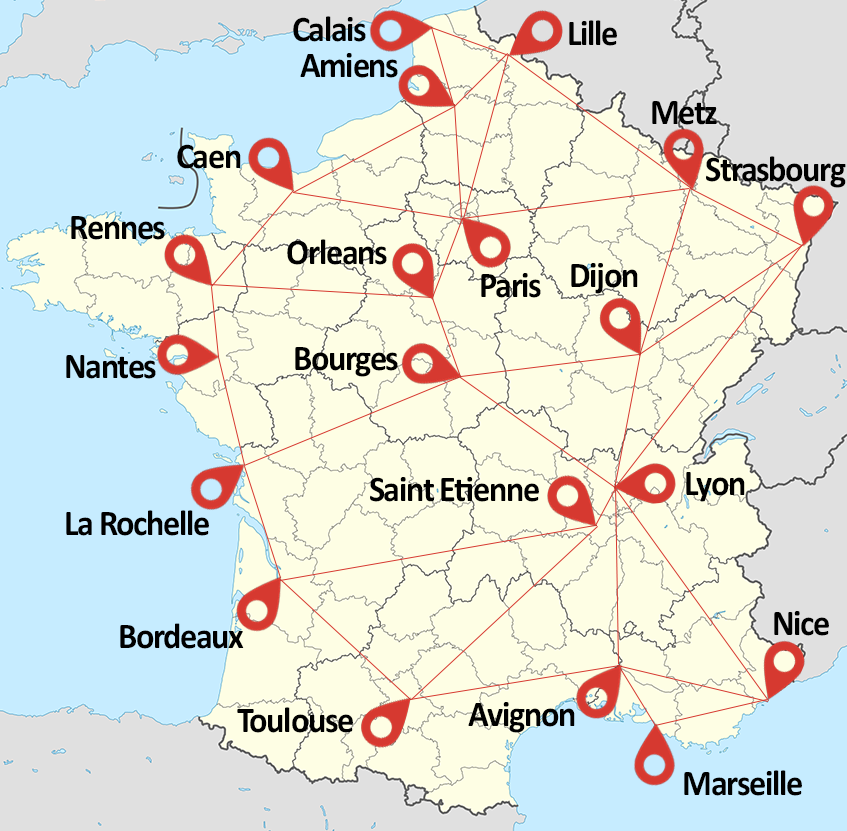 Calais
Lille
Amiens
Metz
Caen
Strasbourg
Rennes
Orleans
Paris
Dijon
Nantes
Bourges
Saint Etienne
Lyon
La Rochelle
Bordeaux
Nice
Toulouse
Avignon
Marseille